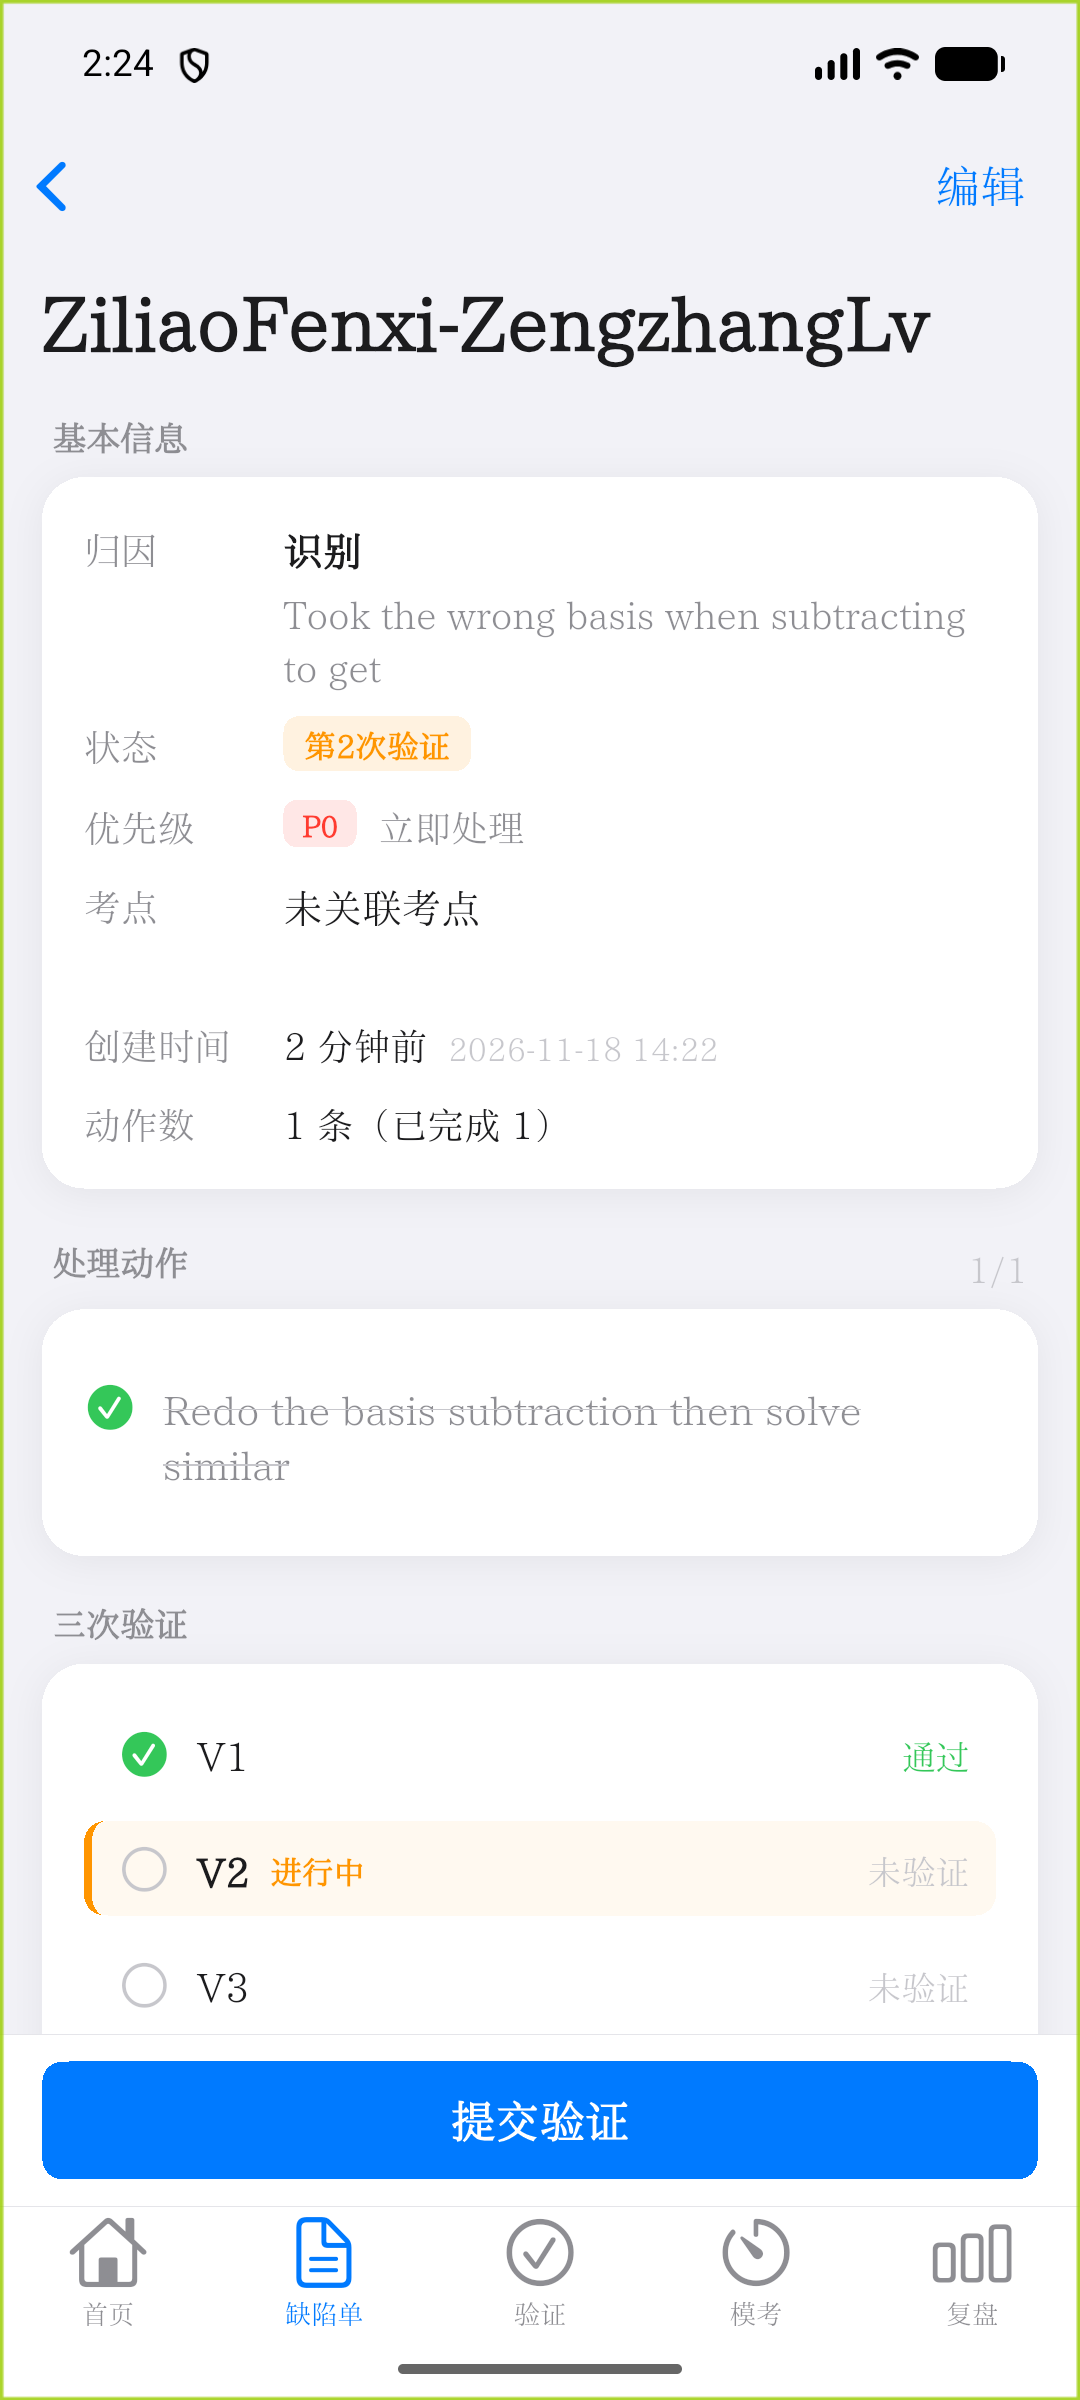 2:24
编辑
ZiliaoFenxi-ZengzhangLv
基本信息
归因 识别
Took the wrong basis when subtracting
to get
状态 第2次验证
优先级 P0 立即处理
考点 未关联考点
创建时间 2 分钟前 2026-11-18 14:22
动作数 1 条（已完成 1）
处理动作 1/1
Redo the basis subtraction then solve
similar
三次验证
V1 通过
V2 进行中 未验证
V3 未验证
提交验证
首页 缺陷单 验证 模考 复盘